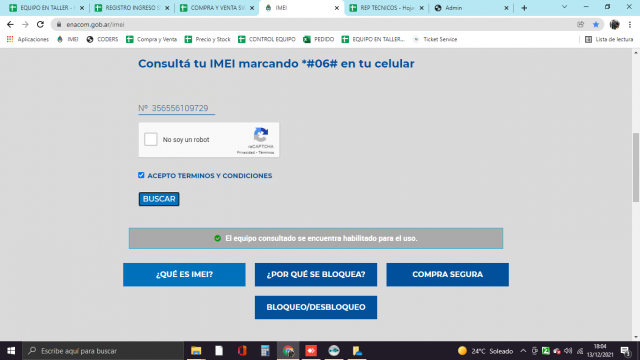 EQUIPO EN TALLER -
REGISTRO INGRESO S
COMPRA Y VENTA SV
IMEI
REP TECNICOS - Hoja
Admin
enacom.gob.ar/imei
Aplicaciones
IMEI
CODERS
Compra y Venta
Precio y Stock
CONTROL EQUIPO
PEDIDO
EQUIPO EN TALLER...
Ticket Service
Lista de lectura
Consultá tu IMEI marcando *#06# en tu celular
Nº 356556109729
No soy un robot
reCAPTCHA
Privacidad - Términos
ACEPTO TERMINOS Y CONDICIONES
BUSCAR
El equipo consultado se encuentra habilitado para el uso.
¿QUÉ ES IMEI?
¿POR QUÉ SE BLOQUEA?
COMPRA SEGURA
BLOQUEO/DESBLOQUEO
Escribe aquí para buscar
24°C Soleado
18:04
13/12/2021